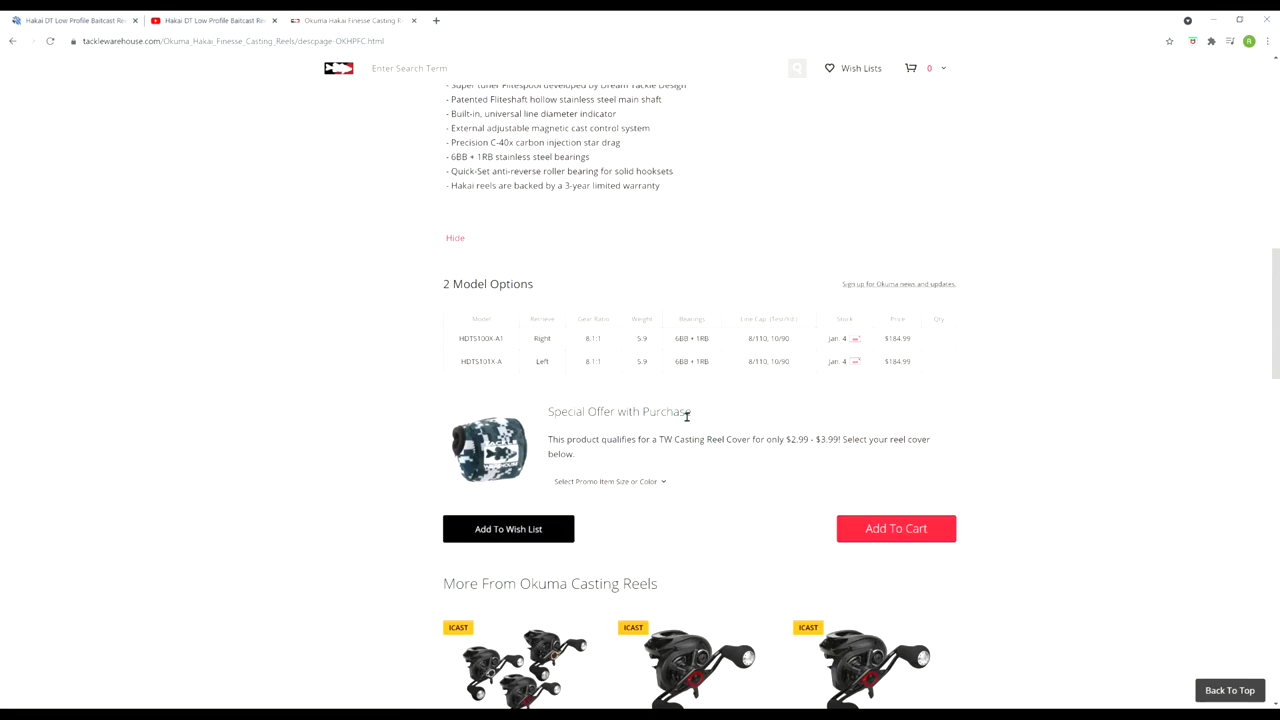 Hakai DT Low Profile Baitcast Re
Hakai DT Low Profile Baitcast Re
Okuma Hakai Finesse Casting R
tacklewarehouse.com/Okuma_Hakai_Finesse_Casting_Reels/descpage-OKHPFC.html
R
Enter Search Term
Wish Lists
0
- Super tuner Flitespool developed by Dream Tackle Design
- Patented Fliteshaft hollow stainless steel main shaft
- Built-in, universal line diameter indicator
- External adjustable magnetic cast control system
- Precision C-40x carbon injection star drag
- 6BB + 1RB stainless steel bearings
- Quick-Set anti-reverse roller bearing for solid hooksets
- Hakai reels are backed by a 3-year limited warranty
Hide
2 Model Options
Sign up for Okuma news and updates.
Model Retrieve Gear Ratio Weight Bearings Line Cap. (Test/Yd.) Stock Price Qty
HDTS100X-A1 Right 8.1:1 5.9 6BB + 1RB 8/110, 10/90 Jan. 4 $184.99
HDTS101X-A Left 8.1:1 5.9 6BB + 1RB 8/110, 10/90 Jan. 4 $184.99
Special Offer with Purchase
This product qualifies for a TW Casting Reel Cover for only $2.99 - $3.99! Select your reel cover
below.
Select Promo Item Size or Color
Add To Wish List
Add To Cart
More From Okuma Casting Reels
ICAST
ICAST
ICAST
Back To Top